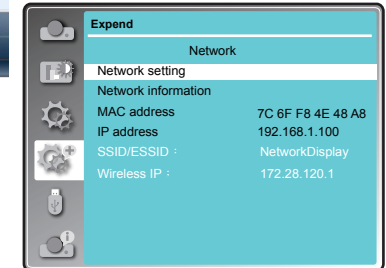 Expend
Network
Network setting
Network information
MAC address 7C 6F F8 4E 48 A8
IP address 192.168.1.100
SSID/ESSID： NetworkDisplay
Wireless IP： 172.28.120.1